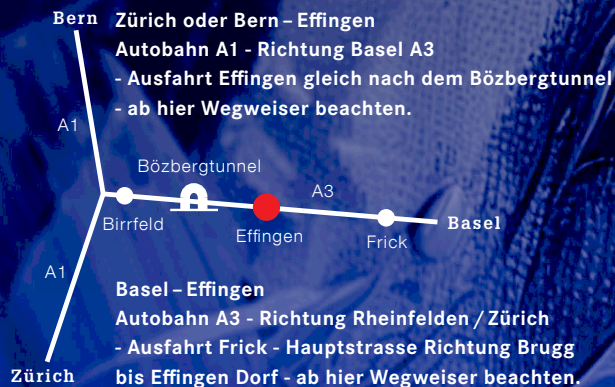 Bern
Zürich oder Bern – Effingen
Autobahn A1 - Richtung Basel A3
- Ausfahrt Effingen gleich nach dem Bözbergtunnel
- ab hier Wegweiser beachten.
A1
Bözbergtunnel
A3
Birrfeld
Effingen
Frick
Basel
A1
Basel – Effingen
Autobahn A3 - Richtung Rheinfelden / Zürich
- Ausfahrt Frick - Hauptstrasse Richtung Brugg
bis Effingen Dorf - ab hier Wegweiser beachten.
Zürich